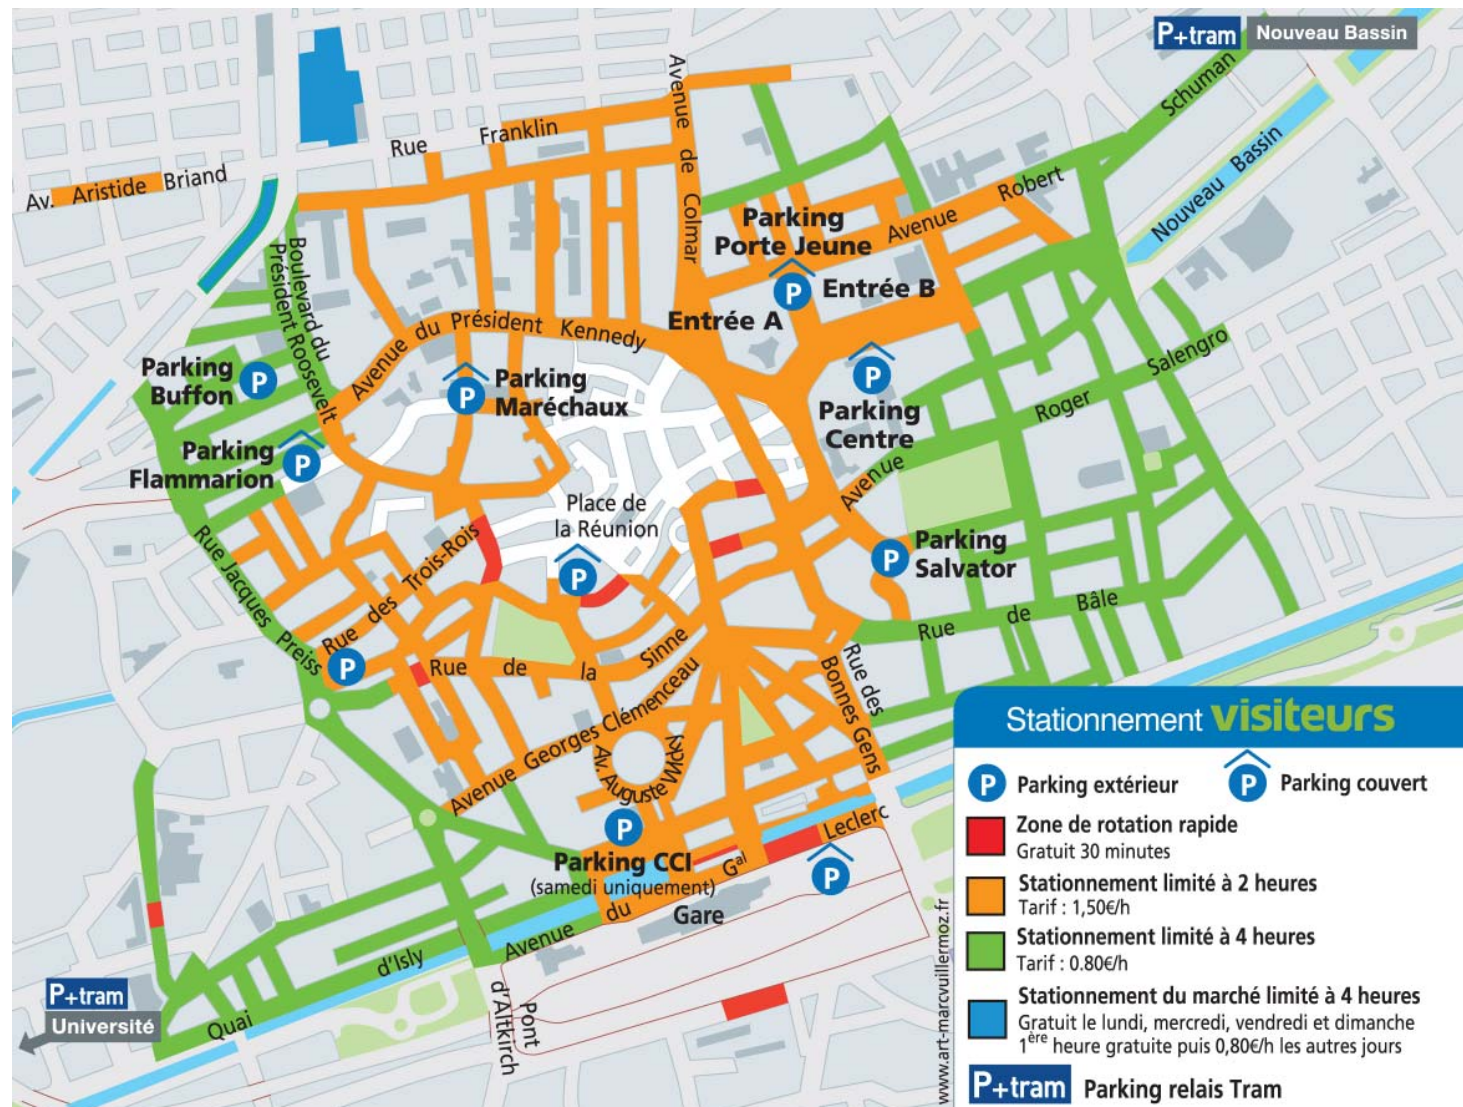 P+tram Nouveau Bassin
Avenue de Colmar
Schuman
Rue Franklin
Av. Aristide Briand
Nouveau Bassin
Avenue Robert
Parking
Porte Jeune
Boulevard du
Président Roosevelt
Entrée B
P
Entrée A
Avenue du Président Kennedy
Salengro
Parking
Buffon
P
Parking
Maréchaux
P
P
Parking
Centre
Avenue Roger
Parking
Flammarion
P
Place de
la Réunion
P
Parking
Salvator
P
Rue Jacques Preiss
Rue des Trois-Rois
P
Rue de Bâle
Rue de la Sinne
Rue des
Bonnes Gens
Avenue Georges Clémenceau
Av. Auguste Wicky
P
Parking CCI
(samedi uniquement)
Avenue du Gal Leclerc
P
Gare
Quai d'Isly
Pont
d'Altkirch
P+tram
Université
www.art-marcvuillermoz.fr
Stationnement visiteurs
P Parking extérieur P Parking couvert
Zone de rotation rapide
Gratuit 30 minutes
Stationnement limité à 2 heures
Tarif : 1,50€/h
Stationnement limité à 4 heures
Tarif : 0.80€/h
Stationnement du marché limité à 4 heures
Gratuit le lundi, mercredi, vendredi et dimanche
1ère heure gratuite puis 0,80€/h les autres jours
P+tram Parking relais Tram